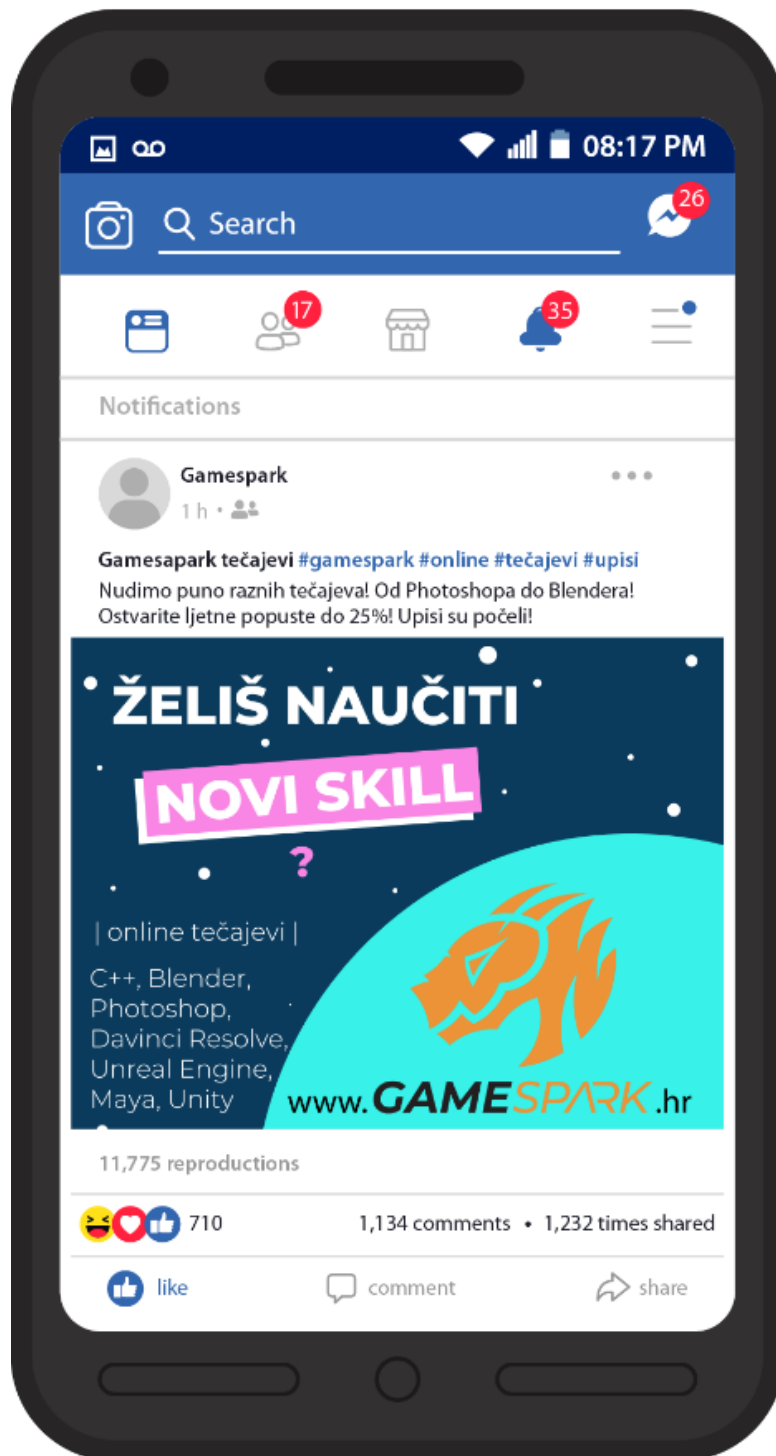 08:17 PM
Search
26
17
35
Notifications
Gamespark
1 h
Gamesapark tečajevi #gamespark #online #tečajevi #upisi
Nudimo puno raznih tečajeva! Od Photoshopa do Blendera!
Ostvarite ljetne popuste do 25%! Upisi su počeli!
ŽELIŠ NAUČITI
NOVI SKILL
?
| online tečajevi |
C++, Blender,
Photoshop,
Davinci Resolve,
Unreal Engine,
Maya, Unity
www.GAMESPARK.hr
11,775 reproductions
710
1,134 comments • 1,232 times shared
like
comment
share